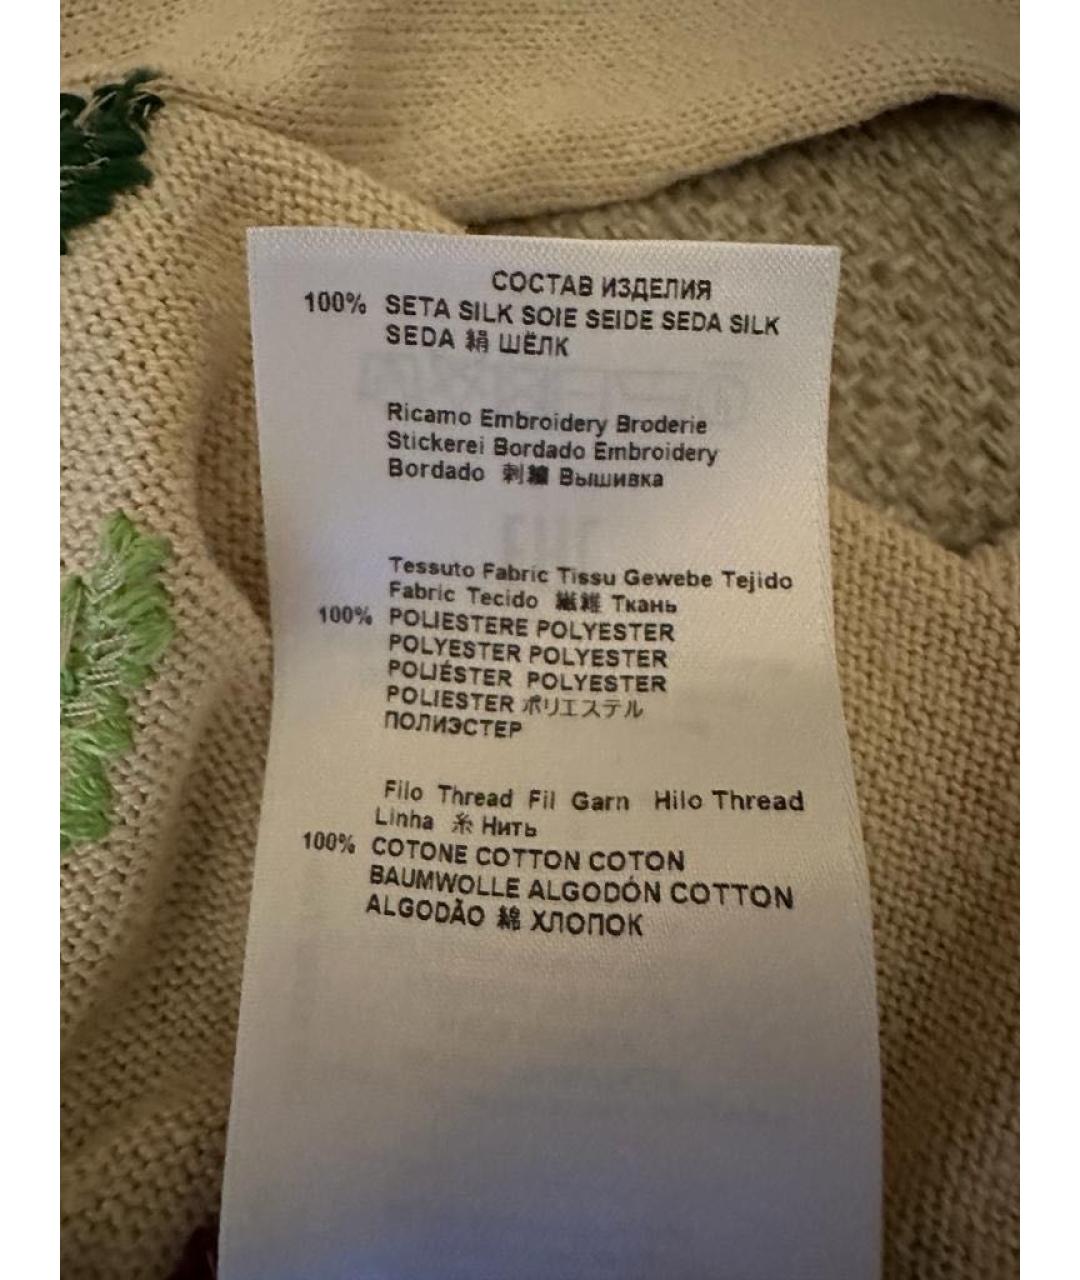 СОСТАВ ИЗДЕЛИЯ
100% SETA SILK SOIE SEIDE SEDA SILK
SEDA 絹 ШЁЛК
Ricamo Embroidery Broderie
Stickerei Bordado Embroidery
Bordado 刺繍 Вышивка
Tessuto Fabric Tissu Gewebe Tejido
Fabric Tecido 繊維 Ткань
100% POLIESTERE POLYESTER
POLYESTER POLYESTER
POLIÉSTER POLYESTER
POLIESTER ポリエステル
ПОЛИЭСТЕР
Filo Thread Fil Garn Hilo Thread
Linha 糸 Нить
100% COTONE COTTON COTON
BAUMWOLLE ALGODÓN COTTON
ALGODÃO 綿 ХЛОПОК